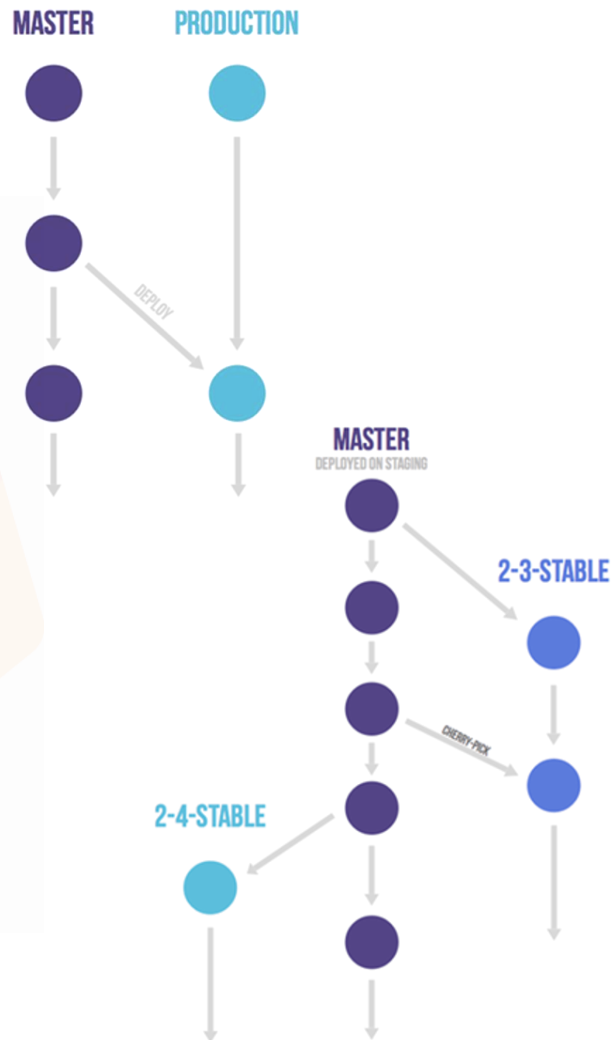 MASTER
PRODUCTION
DEPLOY
MASTER
DEPLOYED ON STAGING
2-3-STABLE
CHERRY-PICK
2-4-STABLE